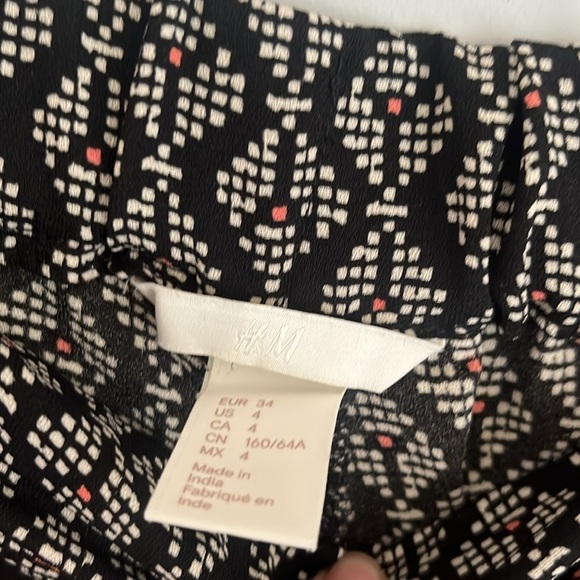 H&M
EUR 34
US 4
CA 4
CN 160/64A
MX 4
Made in
India
Fabriqué en
Inde